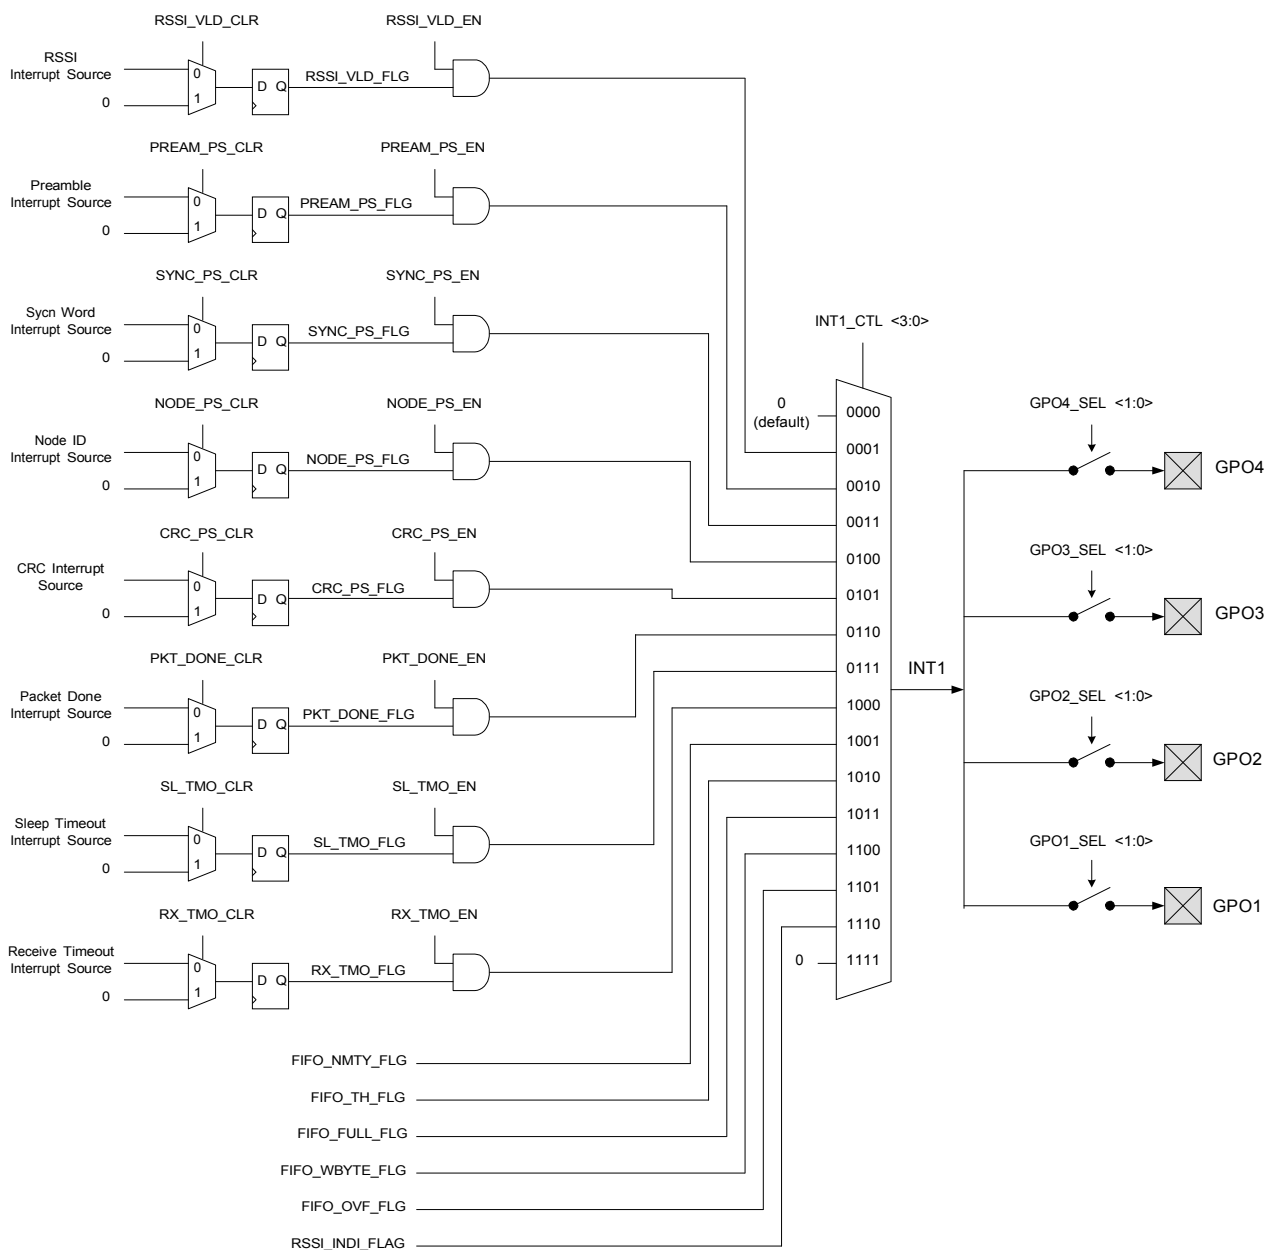 RSSI_VLD_CLR
RSSI_VLD_EN
RSSI
Interrupt Source
0
0
1
D Q
RSSI_VLD_FLG
PREAM_PS_CLR
PREAM_PS_EN
Preamble
Interrupt Source
0
0
1
D Q
PREAM_PS_FLG
SYNC_PS_CLR
SYNC_PS_EN
Sycn Word
Interrupt Source
0
0
1
D Q
SYNC_PS_FLG
NODE_PS_CLR
NODE_PS_EN
Node ID
Interrupt Source
0
0
1
D Q
NODE_PS_FLG
CRC_PS_CLR
CRC_PS_EN
CRC Interrupt
Source
0
0
1
D Q
CRC_PS_FLG
PKT_DONE_CLR
PKT_DONE_EN
Packet Done
Interrupt Source
0
0
1
D Q
PKT_DONE_FLG
SL_TMO_CLR
SL_TMO_EN
Sleep Timeout
Interrupt Source
0
0
1
D Q
SL_TMO_FLG
RX_TMO_CLR
RX_TMO_EN
Receive Timeout
Interrupt Source
0
0
1
D Q
RX_TMO_FLG
FIFO_NMTY_FLG
FIFO_TH_FLG
FIFO_FULL_FLG
FIFO_WBYTE_FLG
FIFO_OVF_FLG
RSSI_INDI_FLAG
INT1_CTL <3:0>
0
(default)
0000
0001
0010
0011
0100
0101
0110
0111
1000
1001
1010
1011
1100
1101
1110
0
1111
INT1
GPO4_SEL <1:0>
GPO4
GPO3_SEL <1:0>
GPO3
GPO2_SEL <1:0>
GPO2
GPO1_SEL <1:0>
GPO1